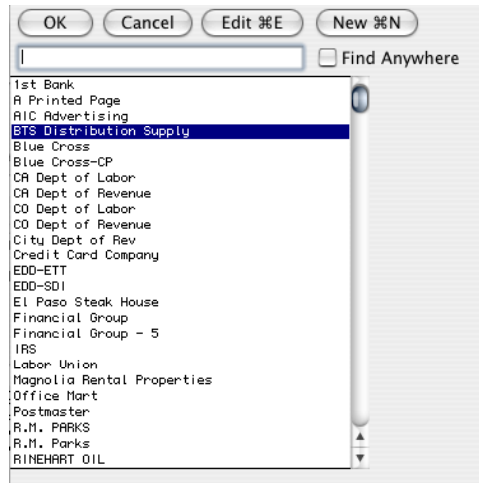 OK Cancel Edit ⌘E New ⌘N
Find Anywhere
1st Bank
A Printed Page
AIC Advertising
BTS Distribution Supply
Blue Cross
Blue Cross-CP
CA Dept of Labor
CA Dept of Revenue
CO Dept of Labor
CO Dept of Revenue
City Dept of Rev
Credit Card Company
EDD-ETT
EDD-SDI
El Paso Steak House
Financial Group
Financial Group - 5
IRS
Labor Union
Magnolia Rental Properties
Office Mart
Postmaster
R.M. PARKS
R.M. Parks
RINEHART OIL